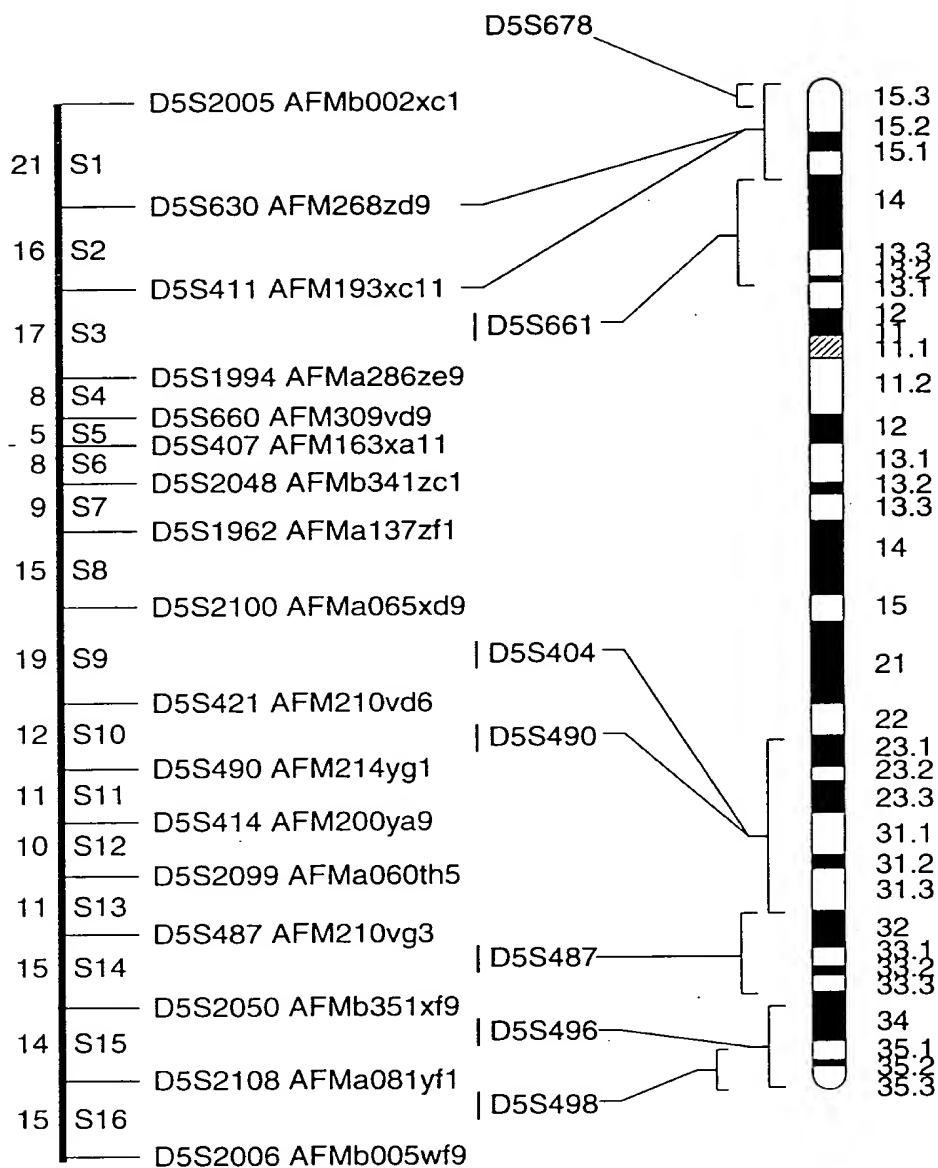 D5S678
D5S2005 AFMb002xc1
21 S1
D5S630 AFM268zd9
16 S2
D5S411 AFM193xc11
17 S3
D5S661
D5S1994 AFMa286ze9
8 S4
D5S660 AFM309vd9
5 S5
D5S407 AFM163xa11
8 S6
D5S2048 AFMb341zc1
9 S7
D5S1962 AFMa137zf1
15 S8
D5S2100 AFMa065xd9
19 S9
D5S404
D5S421 AFM210vd6
12 S10
D5S490
D5S490 AFM214yg1
11 S11
D5S414 AFM200ya9
10 S12
D5S2099 AFMa060th5
11 S13
D5S487 AFM210vg3
15 S14
D5S487
D5S2050 AFMb351xf9
D5S496
14 S15
D5S2108 AFMa081yf1
D5S498
15 S16
D5S2006 AFMb005wf9
15.3
15.2
15.1
14
13.3
13.2
13.1
12
11
11.1
11.2
12
13.1
13.2
13.3
14
15
21
22
23.1
23.2
23.3
31.1
31.2
31.3
32
33.1
33.2
33.3
34
35.1
35.2
35.3